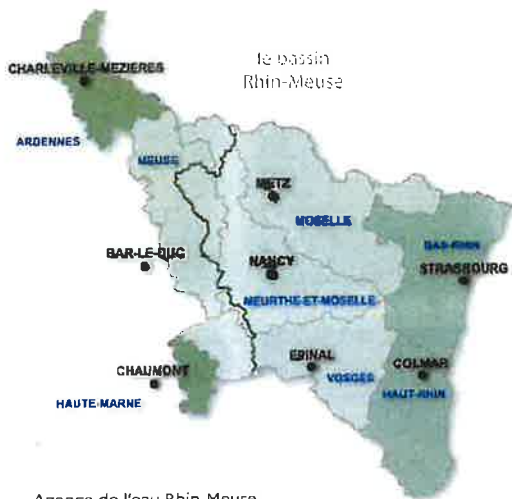 le bassin
Rhin-Meuse
CHARLEVILLE-MEZIERES
ARDENNES
MEUSE
METZ
MOSELLE
BAS-RHIN
BAR-LE-DUC
NANCY
STRASBOURG
MEURTHE-ET-MOSELLE
EPINAL
CHAUMONT
VOSGES
COLMAR
HAUT-RHIN
HAUTE-MARNE
Agence de l'eau Rhin-Meuse